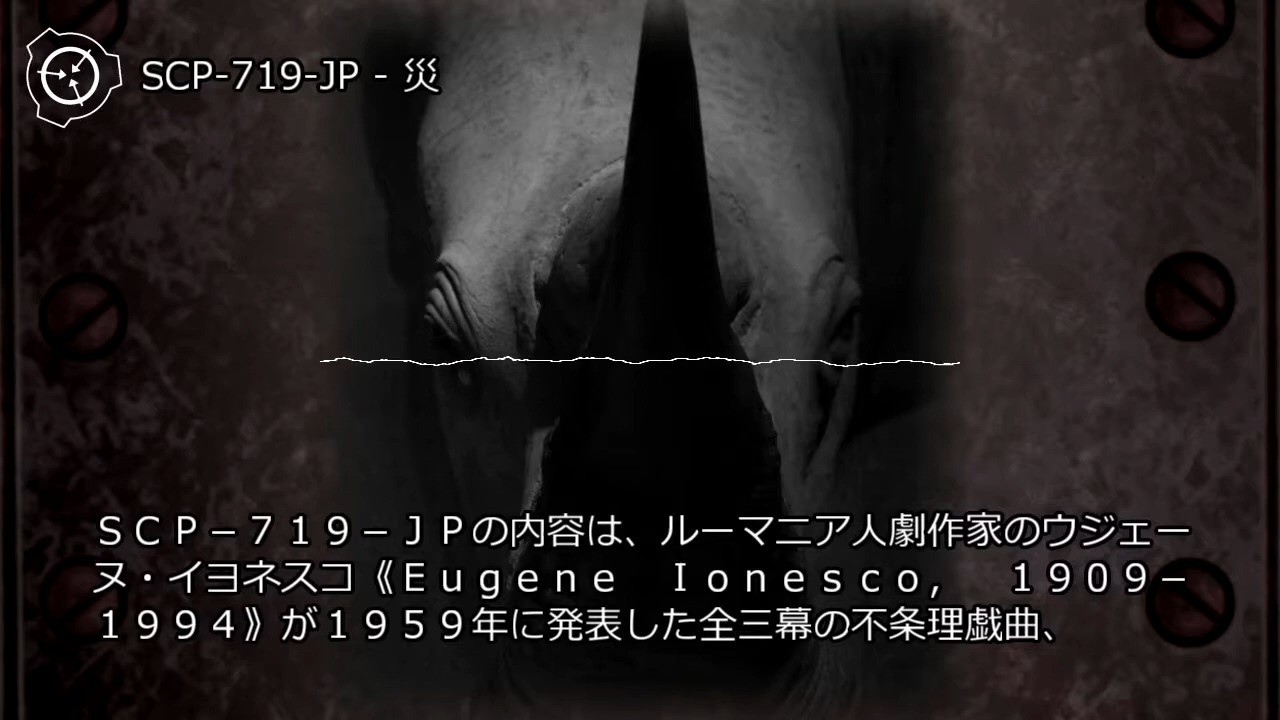 SCP-719-JP - 災
ＳＣＰ－７１９－ＪＰの内容は、ルーマニア人劇作家のウジェー
ヌ・イヨネスコ《Ｅｕｇｅｎｅ　Ｉｏｎｅｓｃｏ，　１９０９－
１９９４》が１９５９年に発表した全三幕の不条理戯曲、